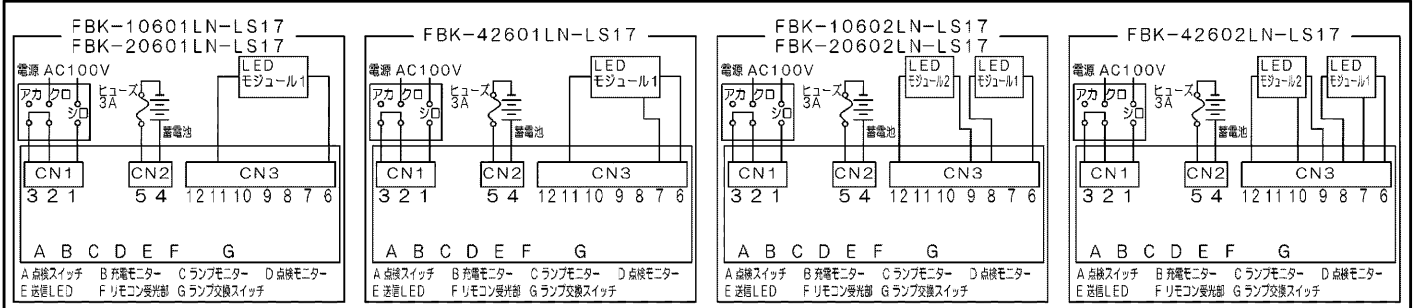 FBK-10601LN-LS17
FBK-20601LN-LS17
電源 AC100V
アカ クロ
シロ
ヒューズ
3A
蓄電池
LED
モジュール1
CN1
CN2
CN3
3 2 1
5 4
12 11 10 9 8 7 6
A B C D E F G
A 点検スイッチ B 充電モニター C ランプモニター D 点検モニター
E 送信LED F リモコン受光部 G ランプ交換スイッチ
FBK-42601LN-LS17
電源 AC100V
アカ クロ
シロ
ヒューズ
3A
蓄電池
LED
モジュール1
CN1
CN2
CN3
3 2 1
5 4
12 11 10 9 8 7 6
A B C D E F G
A 点検スイッチ B 充電モニター C ランプモニター D 点検モニター
E 送信LED F リモコン受光部 G ランプ交換スイッチ
FBK-10602LN-LS17
FBK-20602LN-LS17
電源 AC100V
アカ クロ
シロ
ヒューズ
3A
蓄電池
LED
モジュール2
LED
モジュール1
CN1
CN2
CN3
3 2 1
5 4
12 11 10 9 8 7 6
A B C D E F G
A 点検スイッチ B 充電モニター C ランプモニター D 点検モニター
E 送信LED F リモコン受光部 G ランプ交換スイッチ
FBK-42602LN-LS17
電源 AC100V
アカ クロ
シロ
ヒューズ
3A
蓄電池
LED
モジュール2
LED
モジュール1
CN1
CN2
CN3
3 2 1
5 4
12 11 10 9 8 7 6
A B C D E F G
A 点検スイッチ B 充電モニター C ランプモニター D 点検モニター
E 送信LED F リモコン受光部 G ランプ交換スイッチ